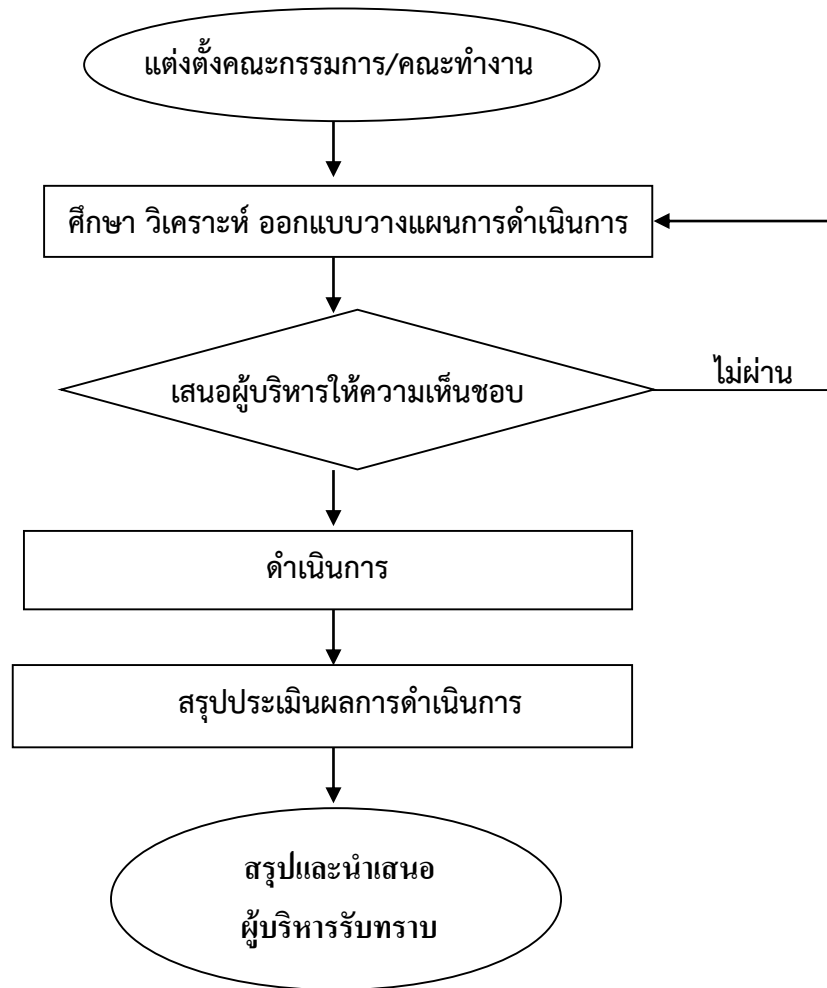 แต่งตั้งคณะกรรมการ/คณะทำงาน
ศึกษา วิเคราะห์ ออกแบบวางแผนการดำเนินการ
เสนอผู้บริหารให้ความเห็นชอบ
ไม่ผ่าน
ดำเนินการ
สรุปประเมินผลการดำเนินการ
สรุปและนำเสนอ
ผู้บริหารรับทราบ